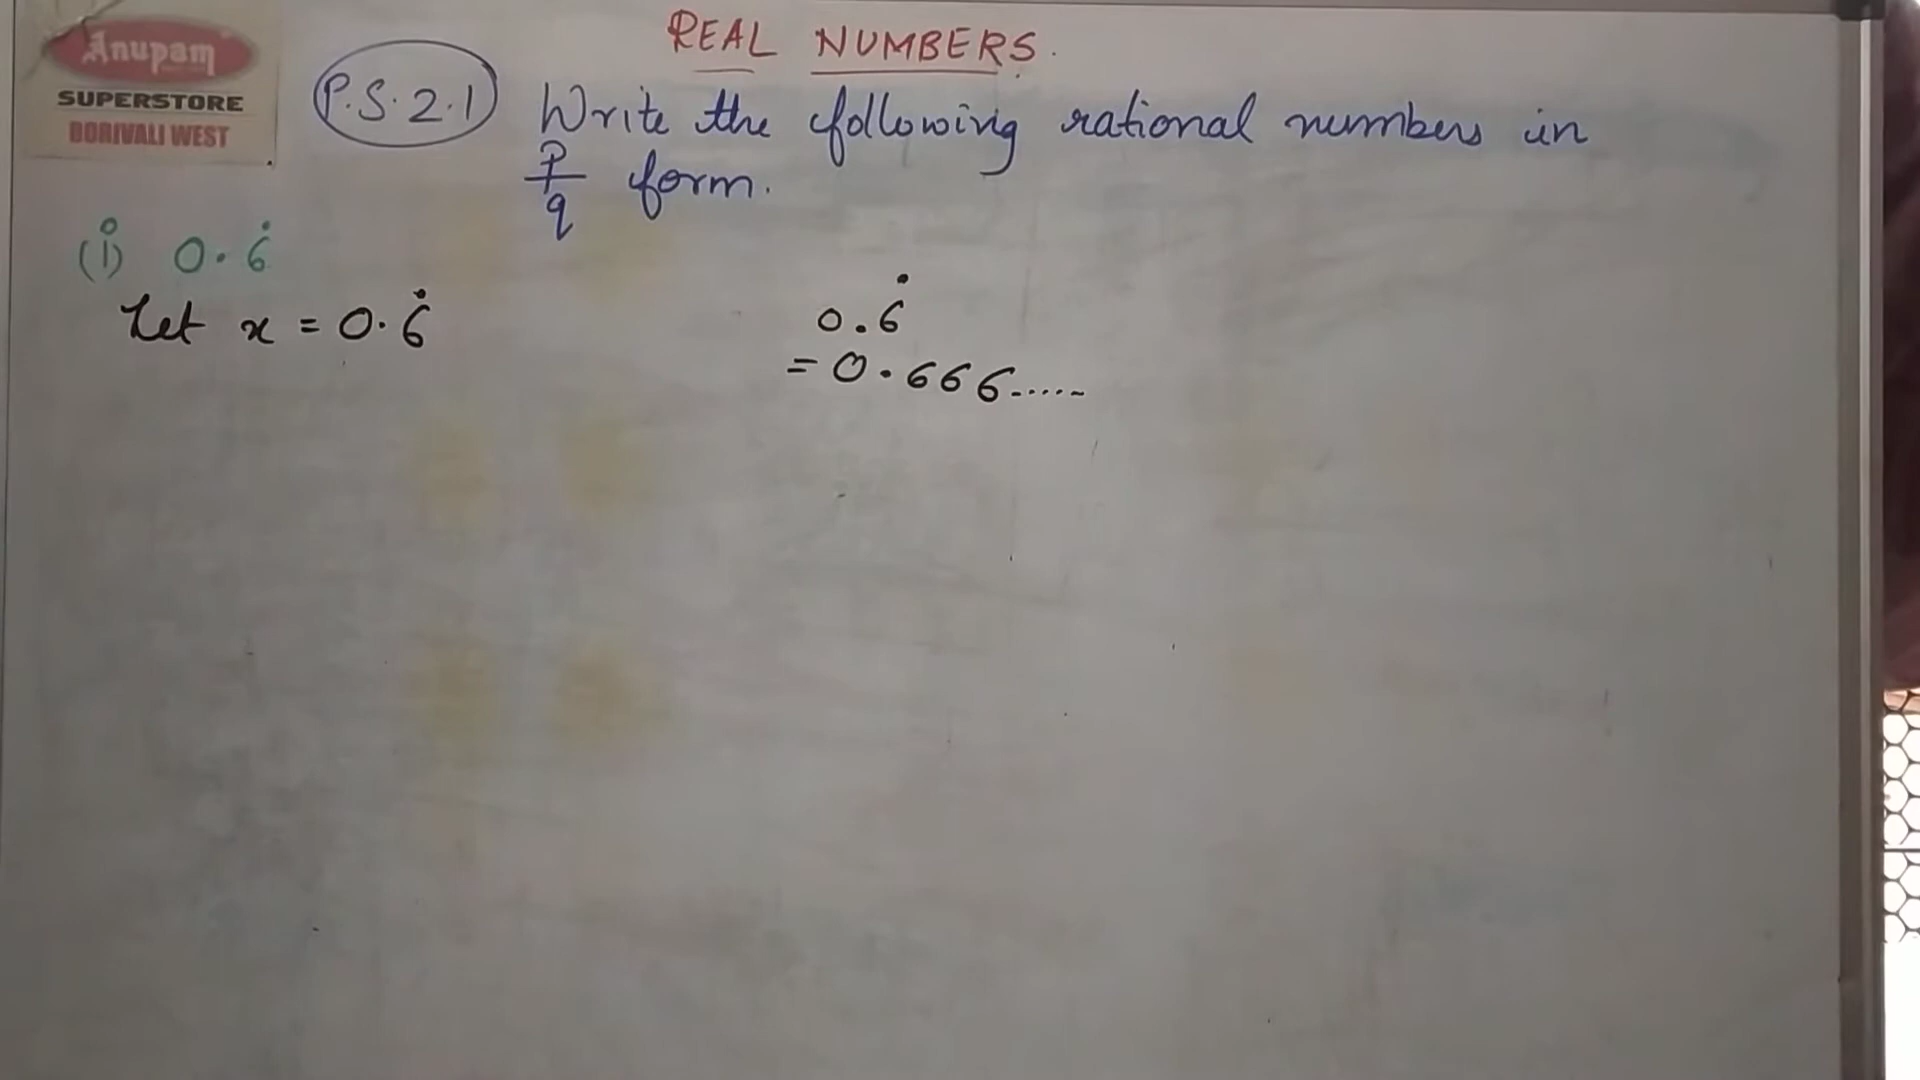 Anupam
SUPERSTORE
BORIVALI WEST
REAL NUMBERS.
P.S.2.1 Write the following rational numbers in
p/q form.
(i) 0.6̇
Let x = 0.6̇
0.6̇
= 0.666.....